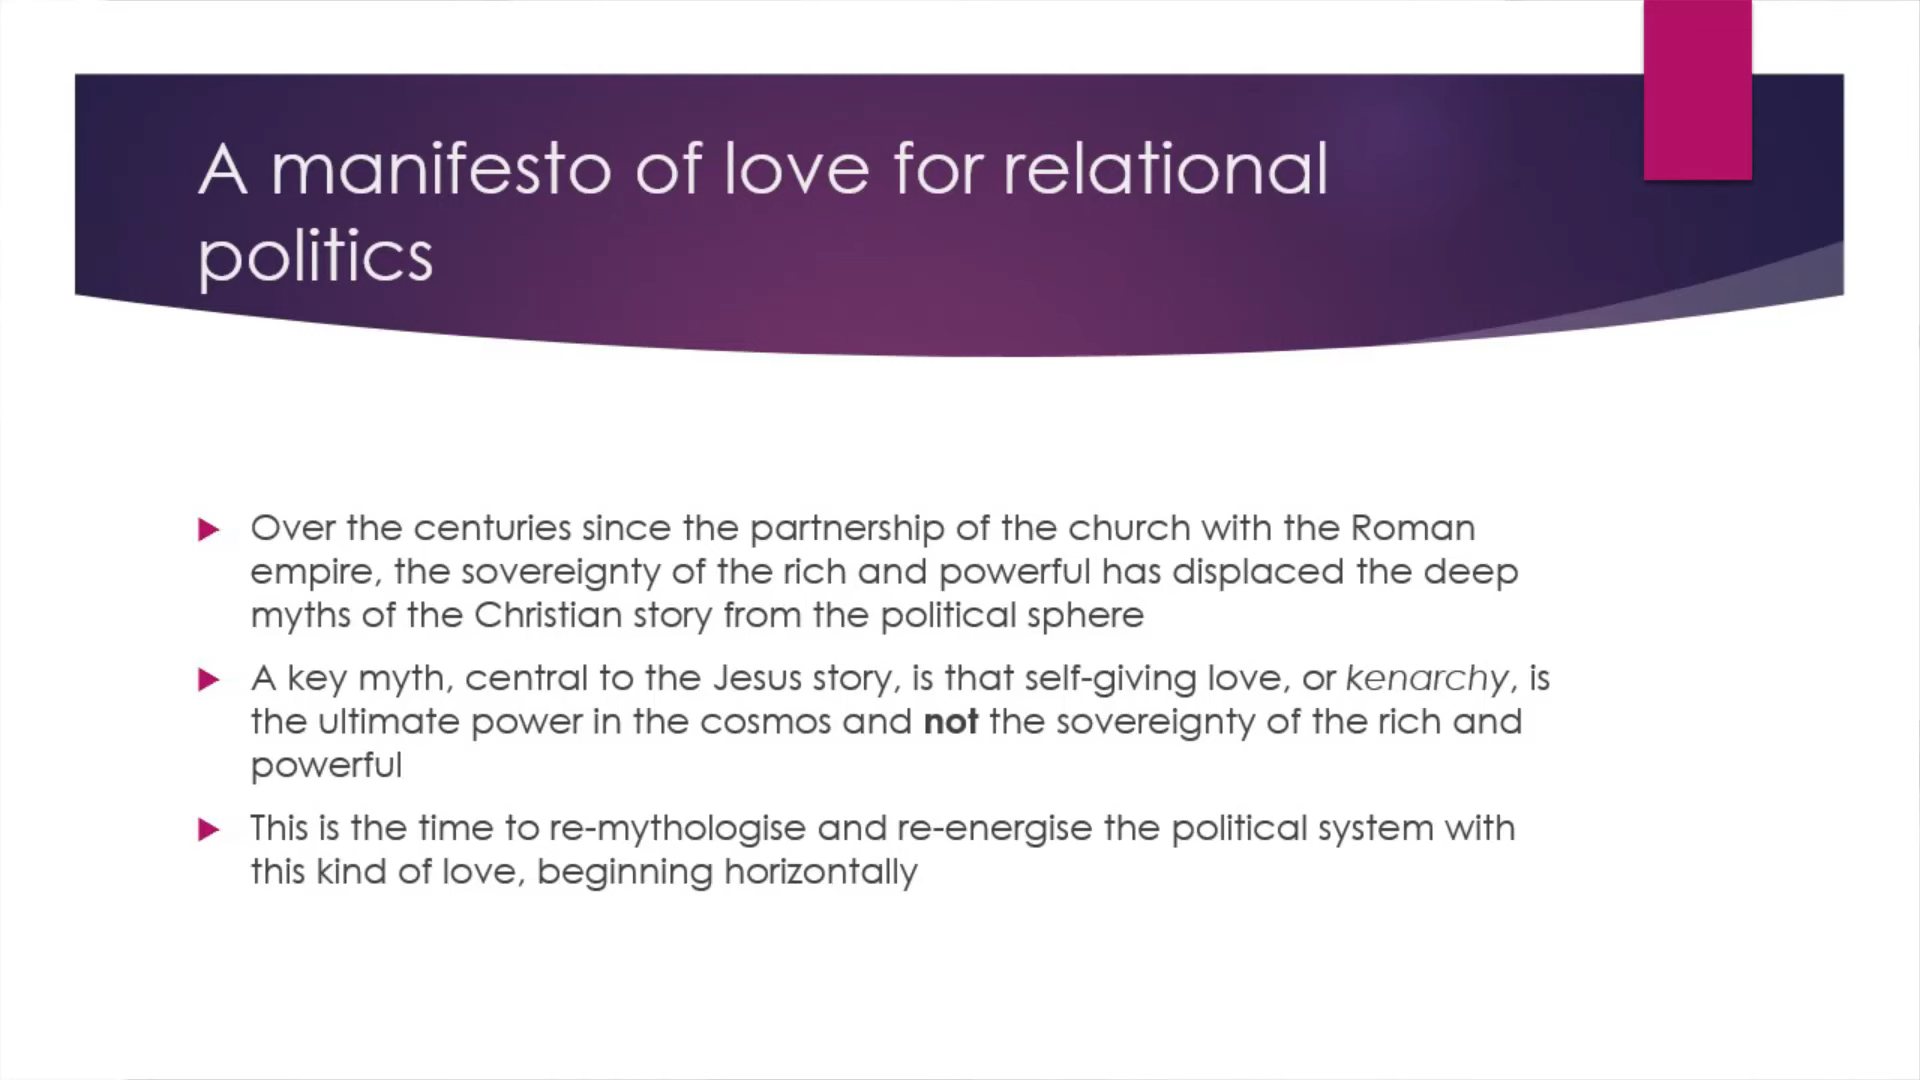 A manifesto of love for relational
politics
Over the centuries since the partnership of the church with the Roman
empire, the sovereignty of the rich and powerful has displaced the deep
myths of the Christian story from the political sphere
A key myth, central to the Jesus story, is that self-giving love, or kenarchy, is
the ultimate power in the cosmos and not the sovereignty of the rich and
powerful
This is the time to re-mythologise and re-energise the political system with
this kind of love, beginning horizontally